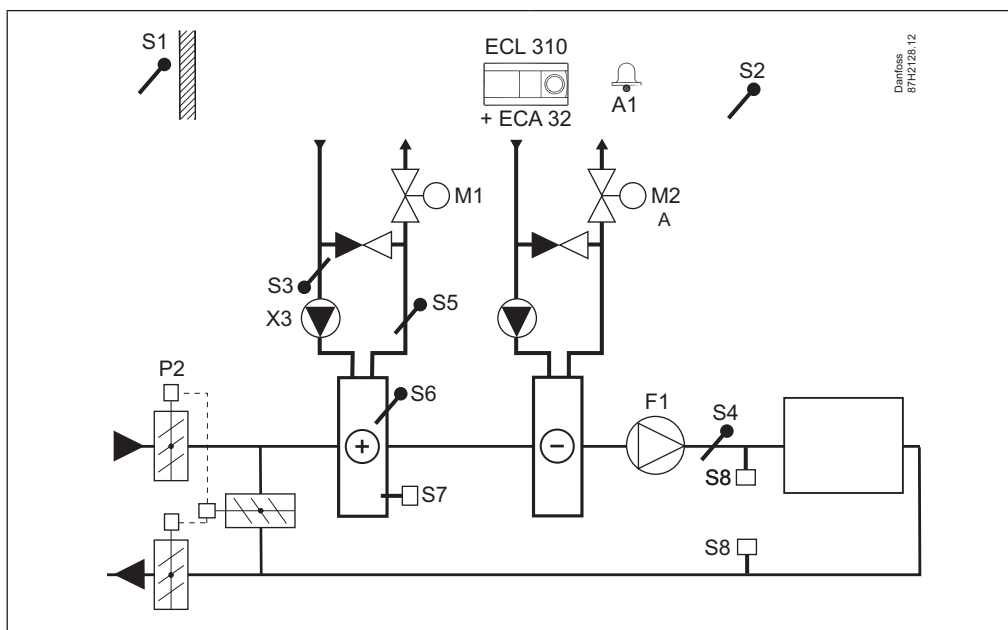 S1
ECL 310
+ ECA 32
A1
S2
Danfoss
87H2128.12
M1
M2
A
S3
X3
S5
P2
S6
F1
S4
+
−
S8
S7
S8